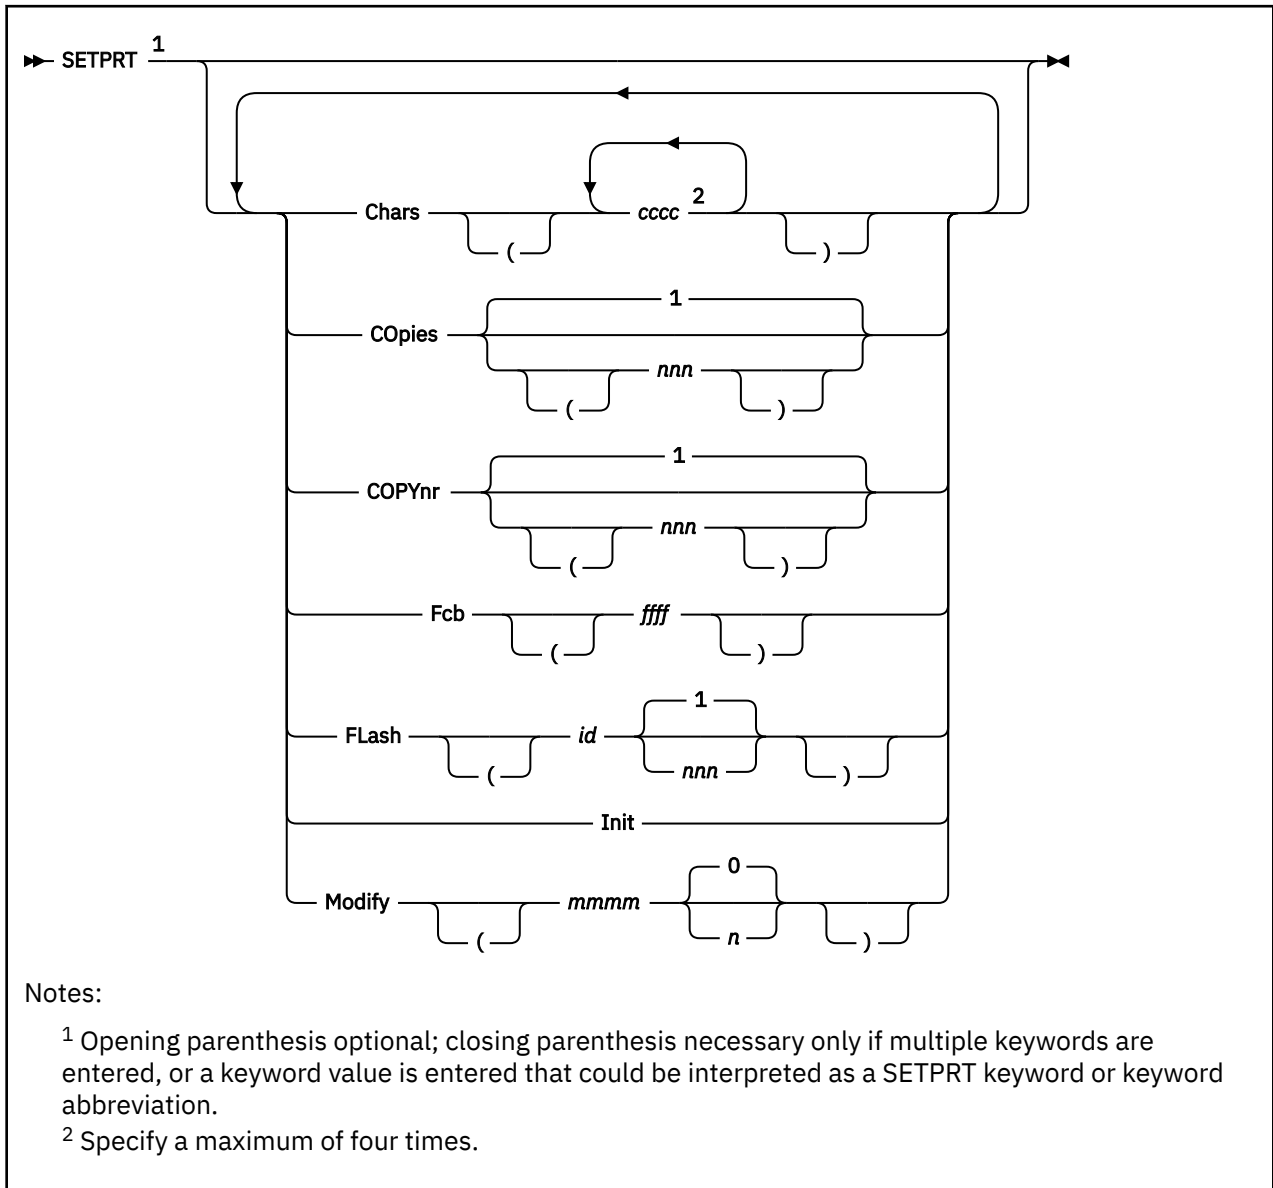 SETPRT 1
Chars ( cccc 2 )
1
COpies
( nnn )
1
COPYnr
( nnn )
Fcb ( ffff )
1
FLash ( id )
nnn
Init
0
Modify ( mmmm )
n
Notes:
1 Opening parenthesis optional; closing parenthesis necessary only if multiple keywords are
entered, or a keyword value is entered that could be interpreted as a SETPRT keyword or keyword
abbreviation.
2 Specify a maximum of four times.